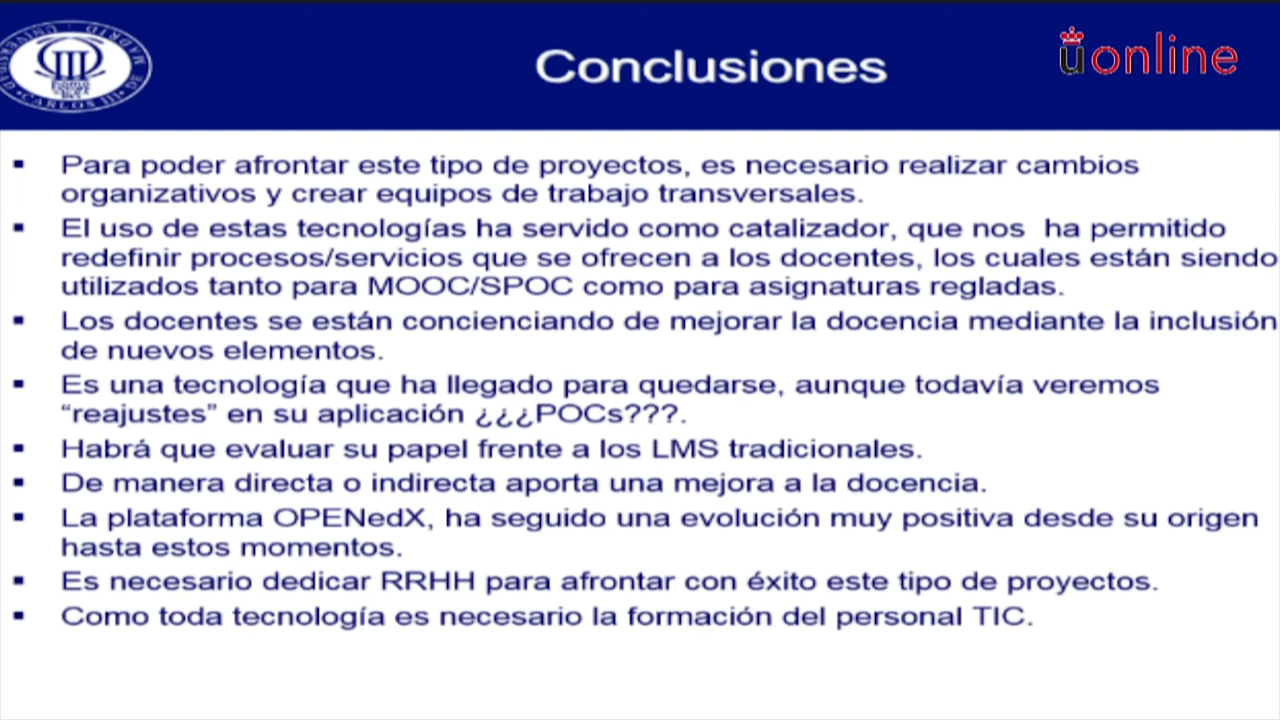 Conclusiones
uonline
UNIVERSIDAD • CARLOS III • DE MADRID
Para poder afrontar este tipo de proyectos, es necesario realizar cambios
organizativos y crear equipos de trabajo transversales.
El uso de estas tecnologías ha servido como catalizador, que nos ha permitido
redefinir procesos/servicios que se ofrecen a los docentes, los cuales están siendo
utilizados tanto para MOOC/SPOC como para asignaturas regladas.
Los docentes se están concienciando de mejorar la docencia mediante la inclusión
de nuevos elementos.
Es una tecnología que ha llegado para quedarse, aunque todavía veremos
“reajustes” en su aplicación ¿¿¿POCs???.
Habrá que evaluar su papel frente a los LMS tradicionales.
De manera directa o indirecta aporta una mejora a la docencia.
La plataforma OPENedX, ha seguido una evolución muy positiva desde su origen
hasta estos momentos.
Es necesario dedicar RRHH para afrontar con éxito este tipo de proyectos.
Como toda tecnología es necesario la formación del personal TIC.